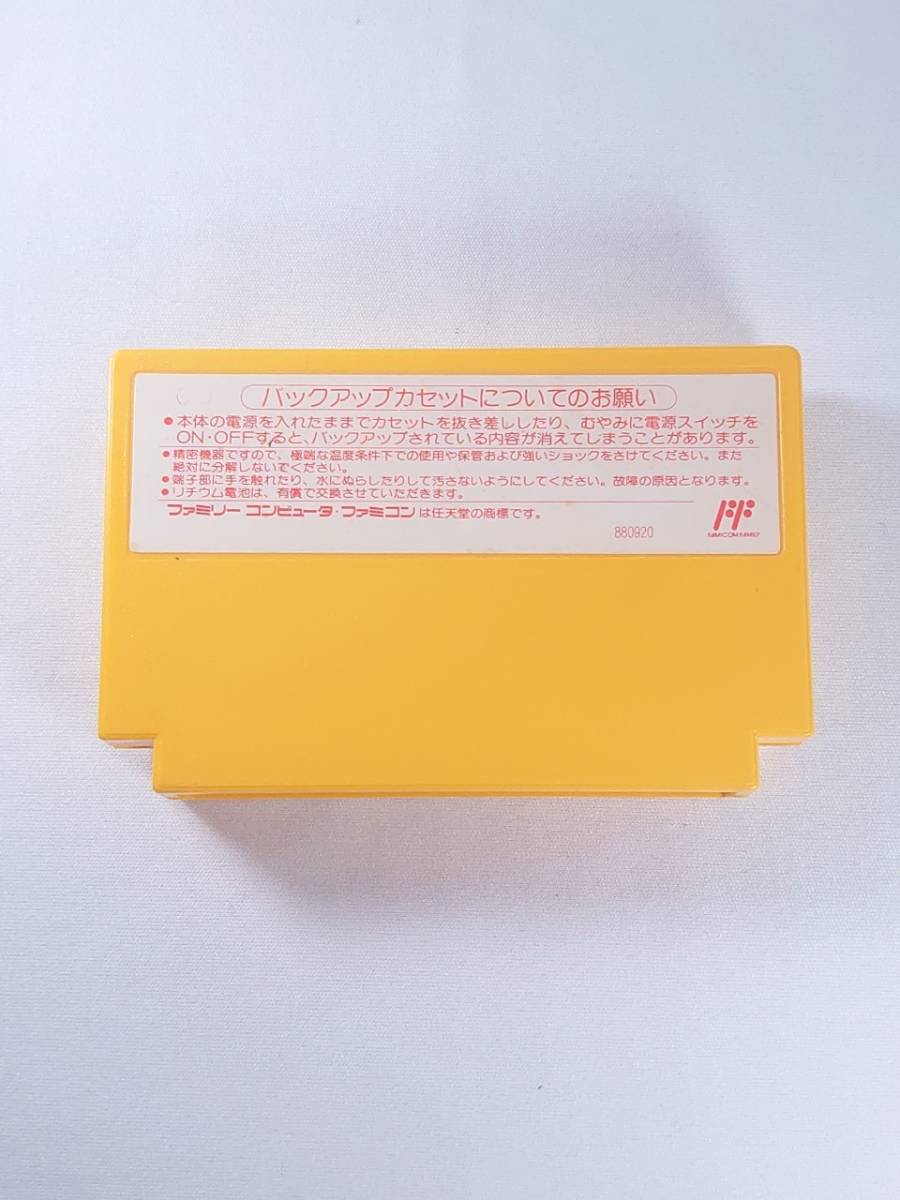 バックアップカセットについてのお願い
●本体の電源を入れたままでカセットを抜き差ししたり、むやみに電源スイッチを
ON・OFFすると、バックアップされている内容が消えてしまうことがあります。
●精密機器ですので、極端な温度条件下での使用や保管および強いショックをさけてください。また
絶対に分解しないでください。
●端子部に手を触れたり、水にぬらしたりして汚さないようにしてください。故障の原因となります。
●リチウム電池は、有償で交換させていただきます。
ファミリー コンピュータ・ファミコン は任天堂の商標です。
880920
FAMICOM FAMILY